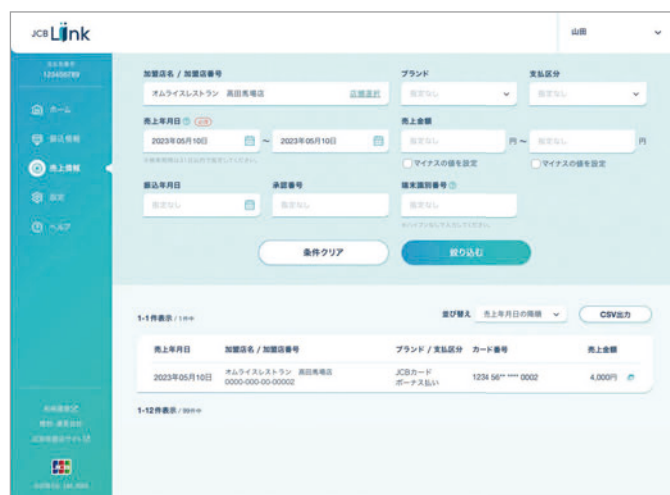 JCB Liink
山田
123456789
加盟店名 / 加盟店番号
ブランド
支払区分
オムライスレストラン 高田馬場店
店舗選択
指定なし
指定なし
ホーム
振込情報
売上情報
設定
ヘルプ
売上年月日 必須
売上金額
2023年05月10日 ～ 2023年05月10日
指定なし 円 ～ 指定なし 円
マイナスの値を設定
マイナスの値を設定
振込年月日
承認番号
端末識別番号
指定なし
指定なし
指定なし
条件クリア
絞り込む
1-1件表示 / 1件中
並び替え 売上年月日の降順
CSV出力
売上年月日 加盟店名 / 加盟店番号 ブランド / 支払区分 カード番号 売上金額
2023年05月10日
オムライスレストラン 高田馬場店
0000-000-00-00002
JCBカード
ボーナス払い
1234 56** **** 0002
4,000円
1-12件表示 / 99件中
JCB